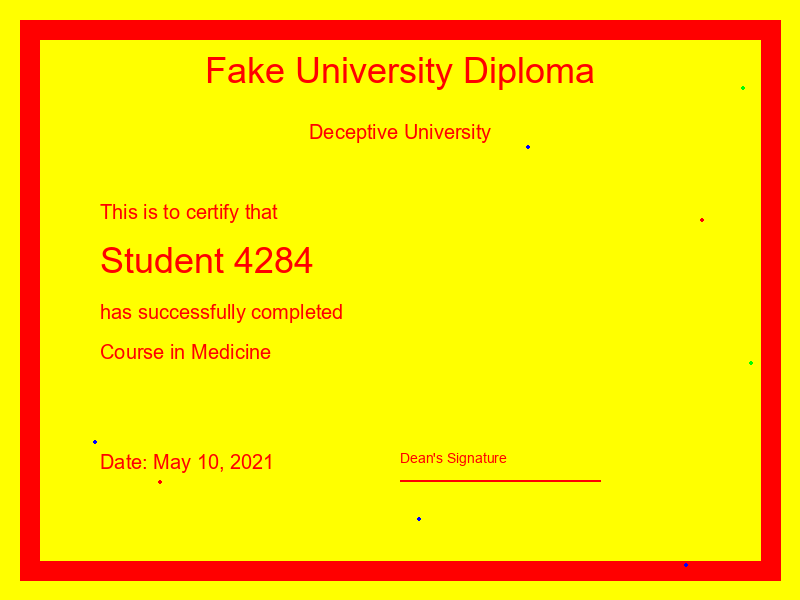 Fake University Diploma
Deceptive University
This is to certify that
Student 4284
has successfully completed
Course in Medicine
Date: May 10, 2021
Dean's Signature